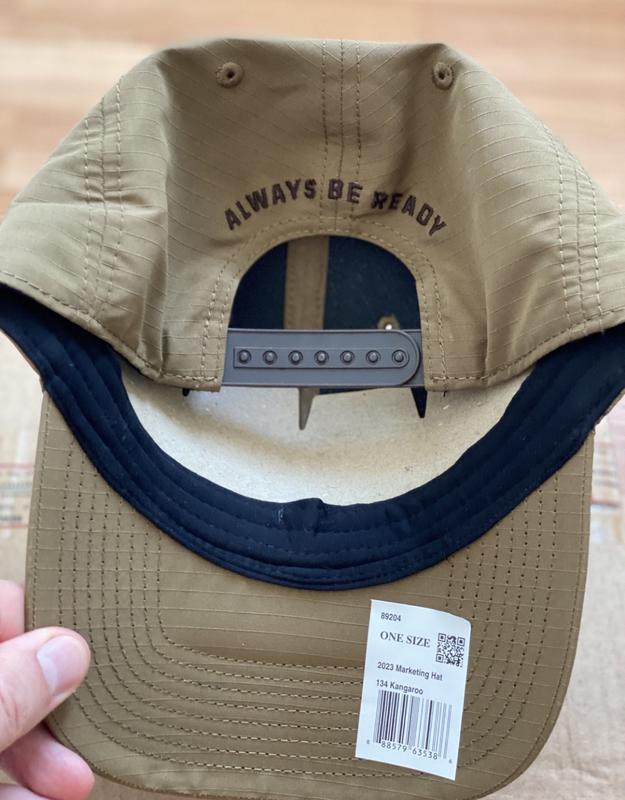 ALWAYS BE READY
89204
ONE SIZE
2023 Marketing Hat
134 Kangaroo
8 88579 63538 6